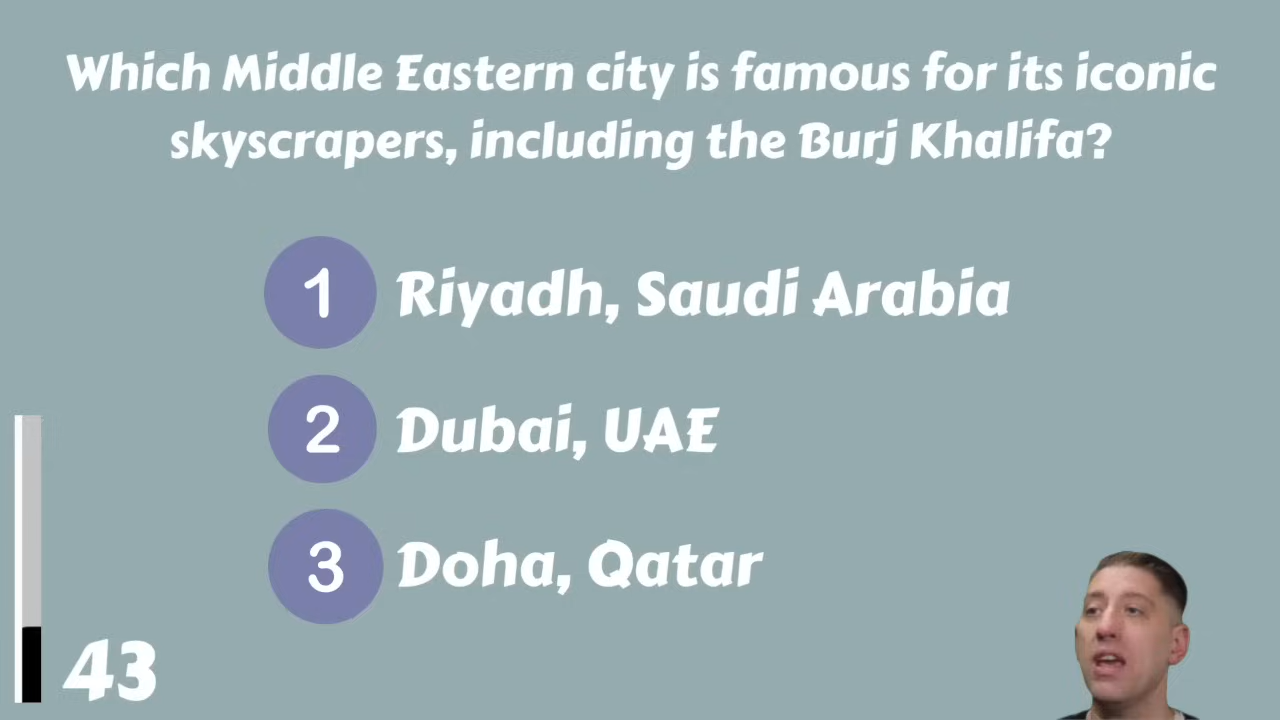 Which Middle Eastern city is famous for its iconic
skyscrapers, including the Burj Khalifa?
1 Riyadh, Saudi Arabia
2 Dubai, UAE
3 Doha, Qatar
43